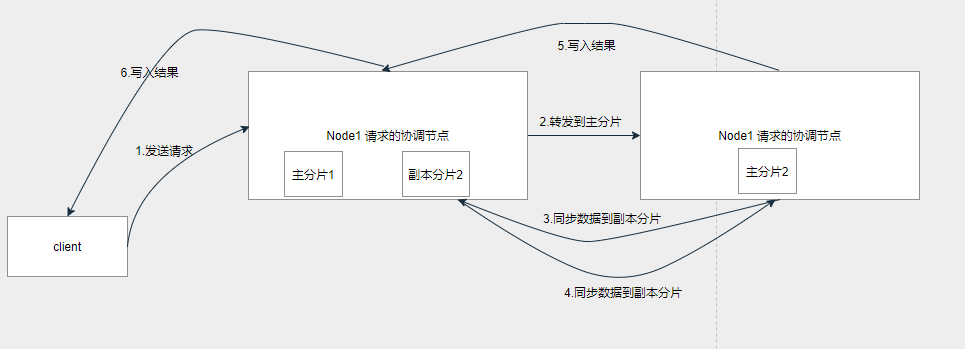 5.写入结果
6.写入结果
2.转发到主分片
Node1 请求的协调节点
Node1 请求的协调节点
1.发送请求
主分片1
副本分片2
主分片2
3.同步数据到副本分片
client
4.同步数据到副本分片